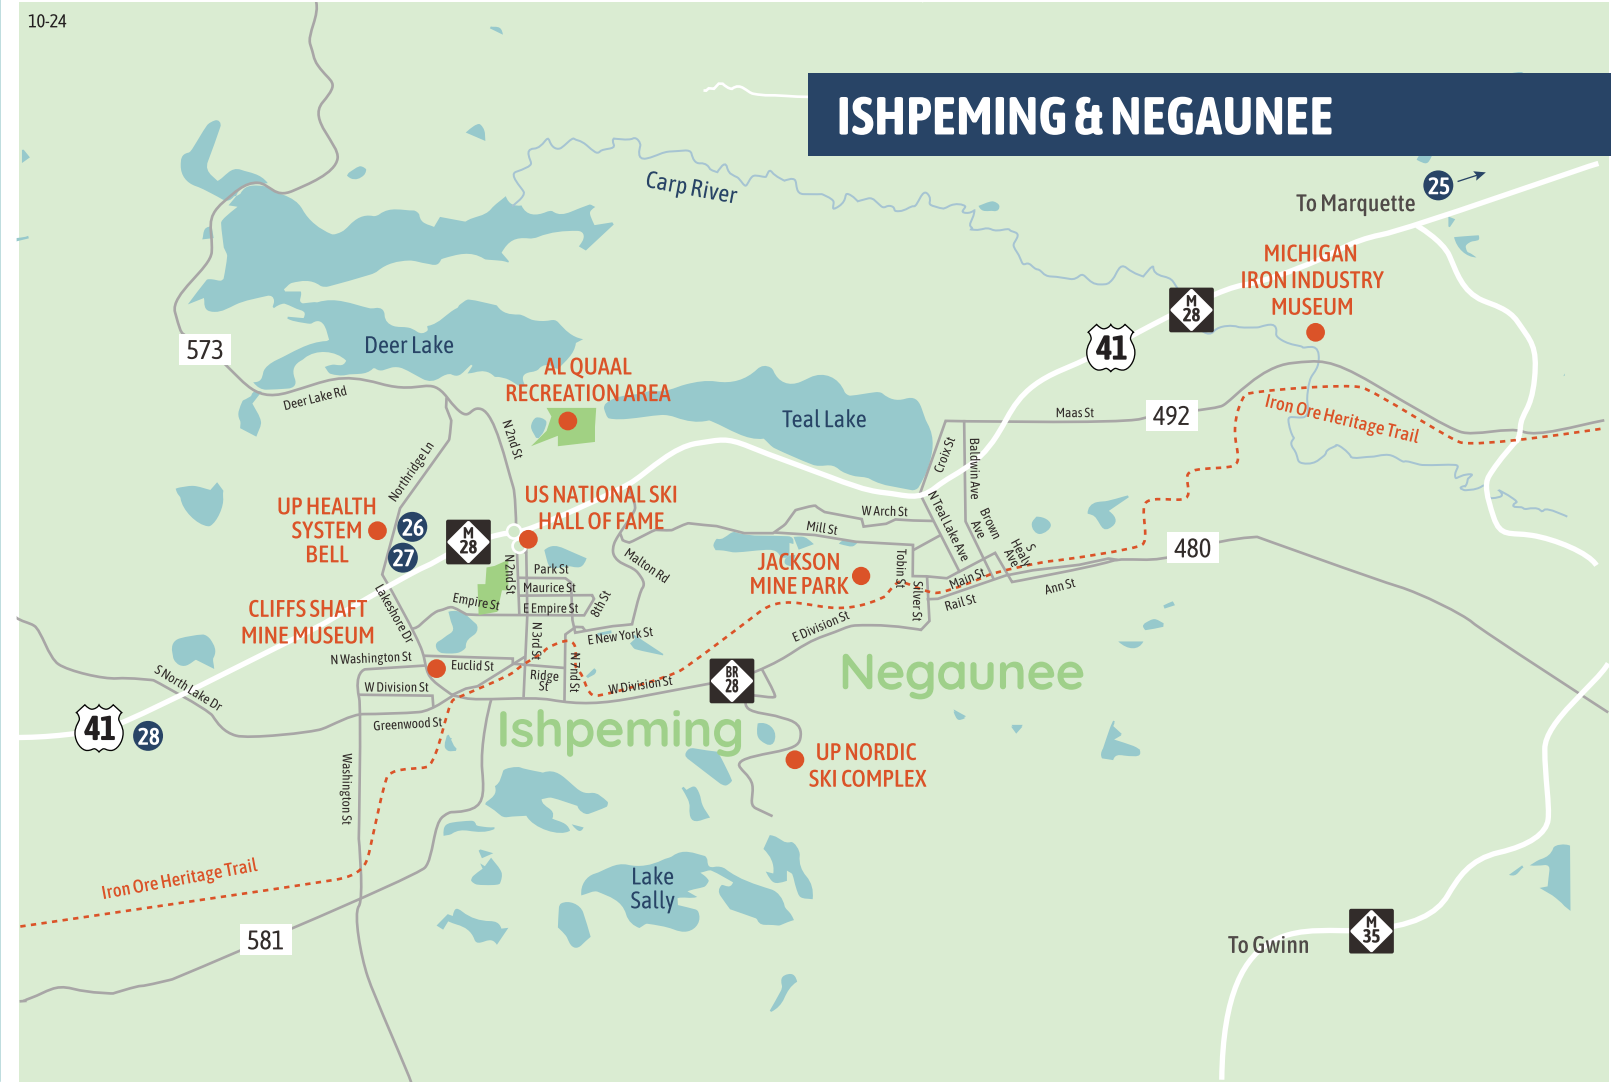 10-24
ISHPEMING & NEGAUNEE
Carp River
25
To Marquette
MICHIGAN
IRON INDUSTRY
MUSEUM
M
28
41
573
Deer Lake
AL QUAAL
RECREATION AREA
Deer Lake Rd
Teal Lake
Maas St
492
Iron Ore Heritage Trail
N 2nd St
Croix St
Baldwin Ave
Northridge Ln
UP HEALTH
SYSTEM
BELL
26
27
M
28
US NATIONAL SKI
HALL OF FAME
W Arch St
Mill St
N Teal Lake Ave
Brown
Ave
S
Healy
Ave
480
Malton Rd
JACKSON
MINE PARK
Tobin St
Silver St
Main St
Rail St
Ann St
N 2nd St
Park St
Maurice St
E Empire St
8th St
Empire St
Lakeshore Dr
CLIFFS SHAFT
MINE MUSEUM
E New York St
E Division St
N 3rd St
N 7nd St
Ridge
St
N Washington St
Euclid St
W Division St
W Division St
BR
28
Negaunee
S North Lake Dr
41
28
Greenwood St
Ishpeming
Washington St
UP NORDIC
SKI COMPLEX
Iron Ore Heritage Trail
Lake
Sally
581
To Gwinn
M
35